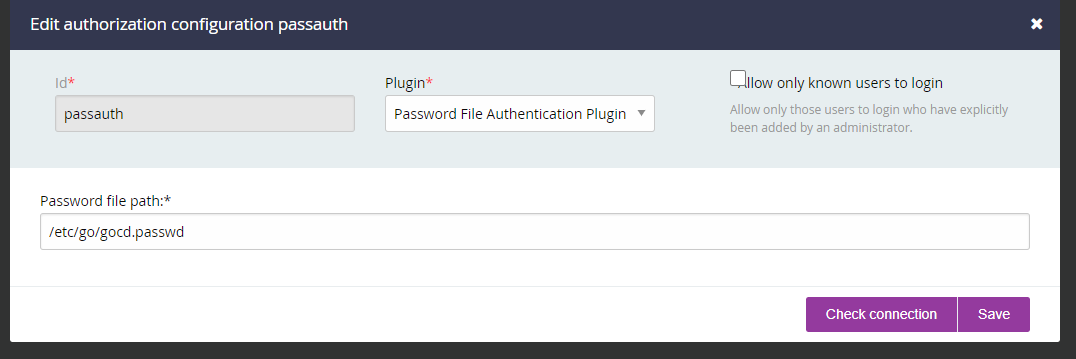 Edit authorization configuration passauth
Id*
Plugin*
llow only known users to login
passauth
Password File Authentication Plugin
Allow only those users to login who have explicitly
been added by an administrator.
Password file path:*
/etc/go/gocd.passwd
Check connection
Save